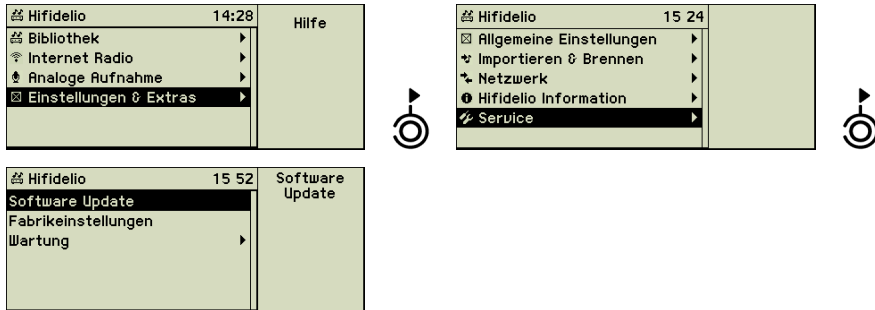 Hifidelio 14:28
Hilfe
Bibliothek
Internet Radio
Analoge Aufnahme
Einstellungen & Extras
Hifidelio 15 24
Allgemeine Einstellungen
Importieren & Brennen
Netzwerk
Hifidelio Information
Service
Hifidelio 15 52
Software
Update
Software Update
Fabrikeinstellungen
Wartung